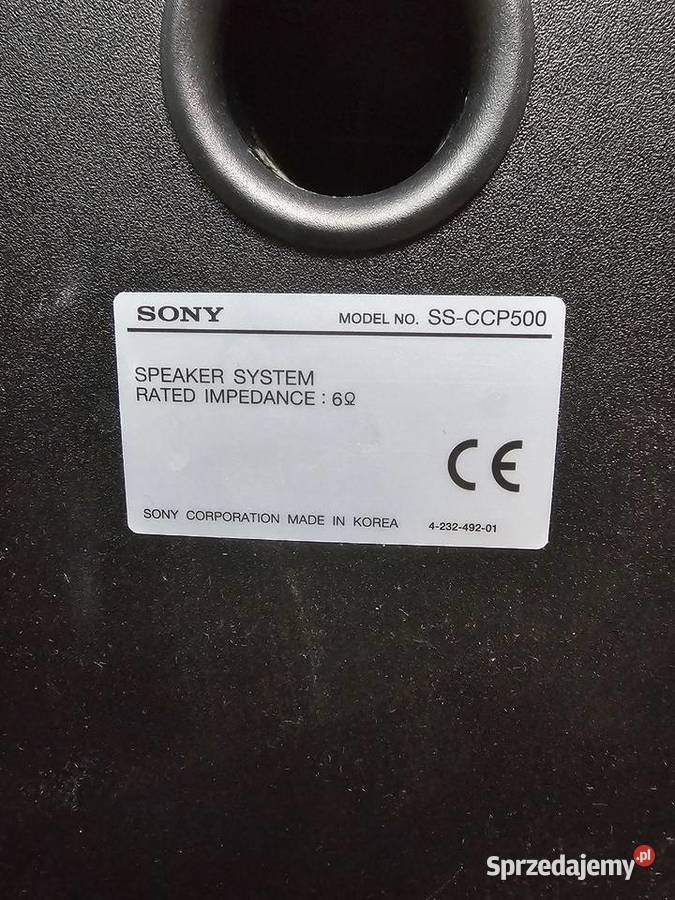 SONY MODEL NO. SS-CCP500
SPEAKER SYSTEM
RATED IMPEDANCE : 6Ω
CE
SONY CORPORATION MADE IN KOREA 4-232-492-01
Sprzedajemy.pl